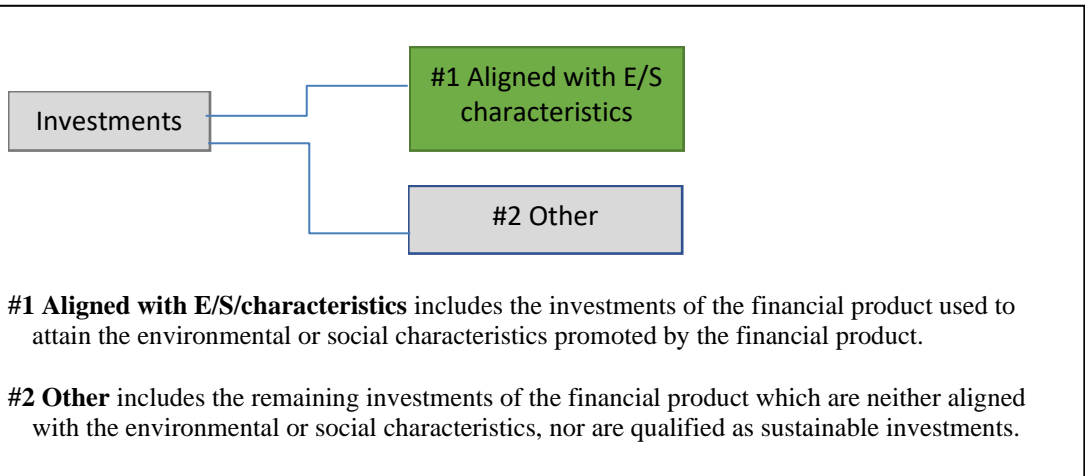 #1 Aligned with E/S
characteristics
Investments
#2 Other
#1 Aligned with E/S/characteristics includes the investments of the financial product used to
attain the environmental or social characteristics promoted by the financial product.
#2 Other includes the remaining investments of the financial product which are neither aligned
with the environmental or social characteristics, nor are qualified as sustainable investments.